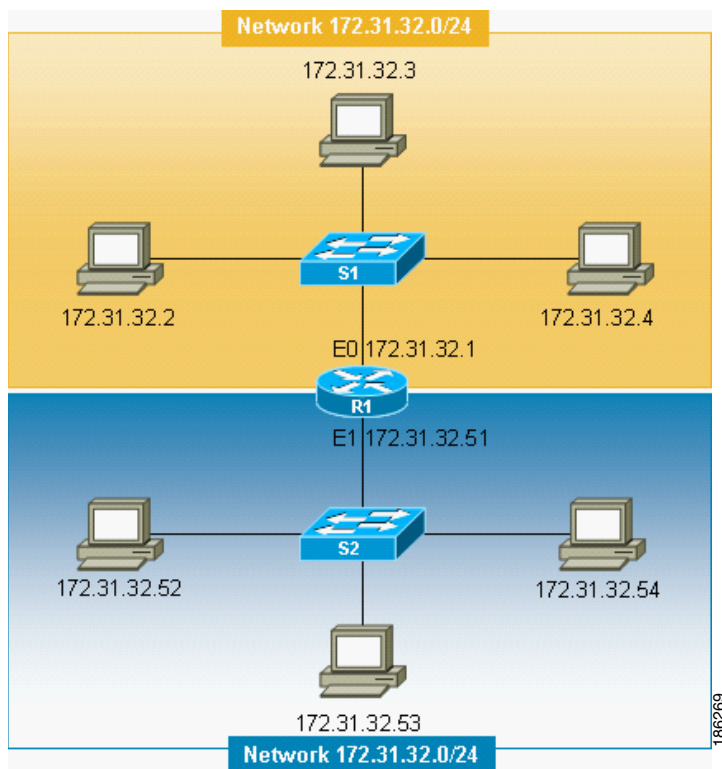 Network 172.31.32.0/24
172.31.32.3
S1
172.31.32.2
172.31.32.4
E0 172.31.32.1
R1
E1 172.31.32.51
S2
172.31.32.52
172.31.32.54
172.31.32.53
Network 172.31.32.0/24
186269